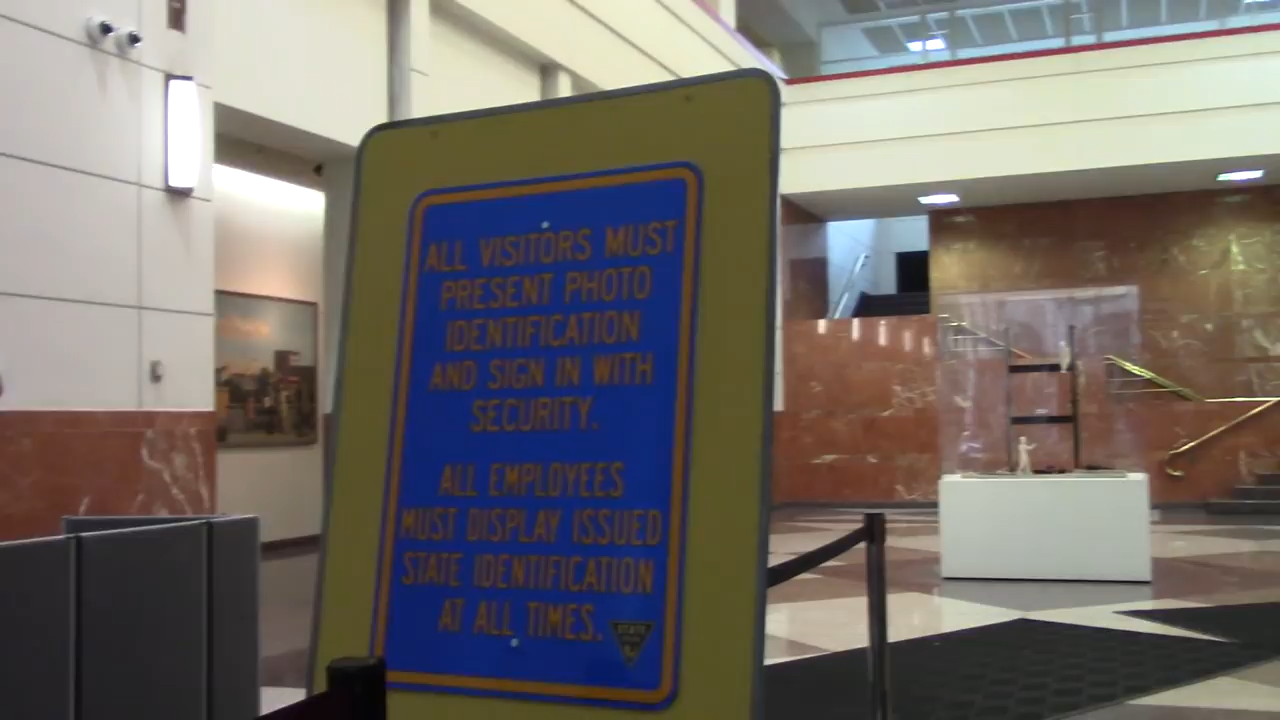 ALL VISITORS MUST
PRESENT PHOTO
IDENTIFICATION
AND SIGN IN WITH
SECURITY.
ALL EMPLOYEES
MUST DISPLAY ISSUED
STATE IDENTIFICATION
AT ALL TIMES.
STATE